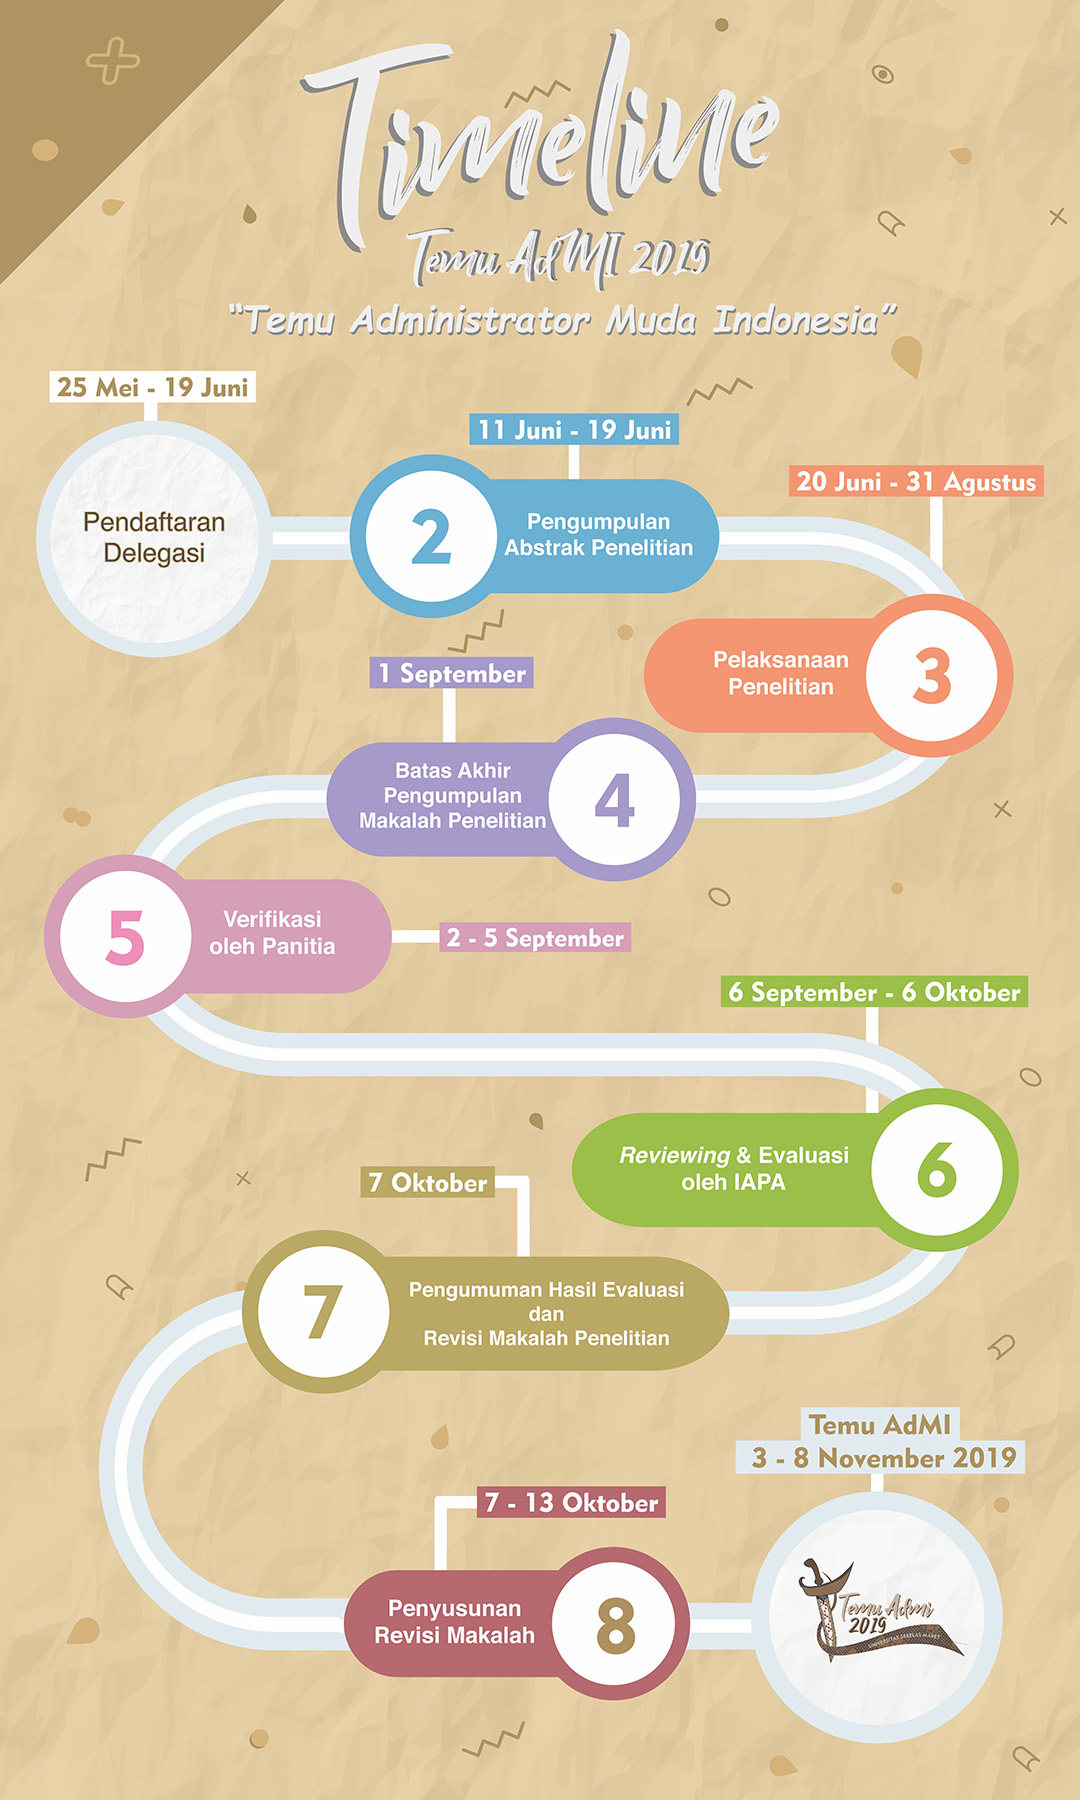 Timeline
Temu AdMI 2019
“Temu Administrator Muda Indonesia”
25 Mei - 19 Juni
Pendaftaran
Delegasi
11 Juni - 19 Juni
2
Pengumpulan
Abstrak Penelitian
20 Juni - 31 Agustus
Pelaksanaan
Penelitian
3
1 September
Batas Akhir
Pengumpulan
Makalah Penelitian
4
5
Verifikasi
oleh Panitia
2 - 5 September
6 September - 6 Oktober
Reviewing & Evaluasi
oleh IAPA
6
7 Oktober
7
Pengumuman Hasil Evaluasi
dan
Revisi Makalah Penelitian
7 - 13 Oktober
Penyusunan
Revisi Makalah
8
Temu AdMI
3 - 8 November 2019
Temu Admi
2019
UNIVERSITAS SEBELAS MARET